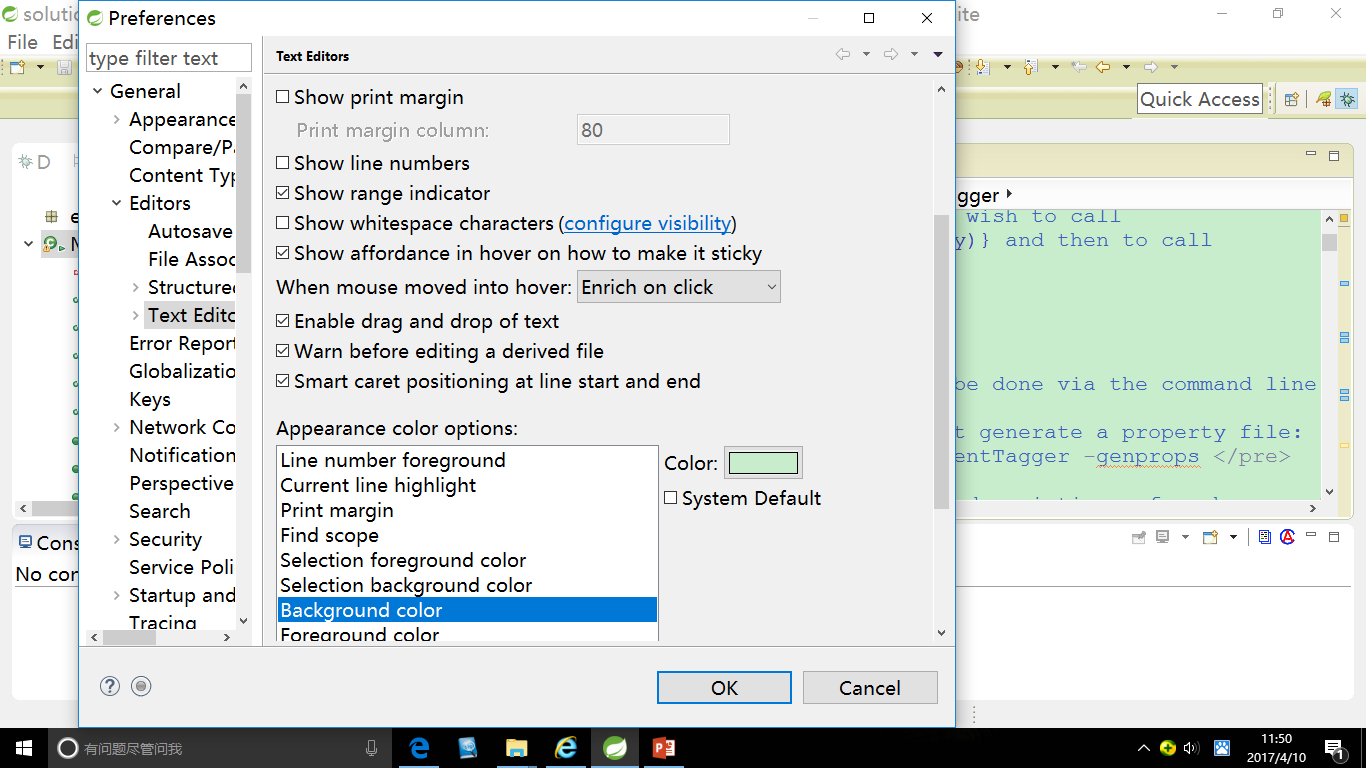 solution
Preferences
ite
File Edi
type filter text
Text Editors
Quick Access
General
Appearance
Compare/Pa
Content Typ
Editors
Autosave
File Assoc
Structured
Text Edito
Error Report
Globalizatio
Keys
Network Co
Notification
Perspective
Search
Security
Service Poli
Startup and
Tracing
Show print margin
Print margin column: 80
Show line numbers
Show range indicator
Show whitespace characters (configure visibility)
Show affordance in hover on how to make it sticky
When mouse moved into hover: Enrich on click
Enable drag and drop of text
Warn before editing a derived file
Smart caret positioning at line start and end
Appearance color options:
Line number foreground
Current line highlight
Print margin
Find scope
Selection foreground color
Selection background color
Background color
Foreground color
Color:
System Default
OK
Cancel
D
e
M
Cons
No con
gger
wish to call
y)} and then to call
be done via the command line
t generate a property file:
entTagger -genprops </pre>
有问题尽管问我
11:50
2017/4/10
1